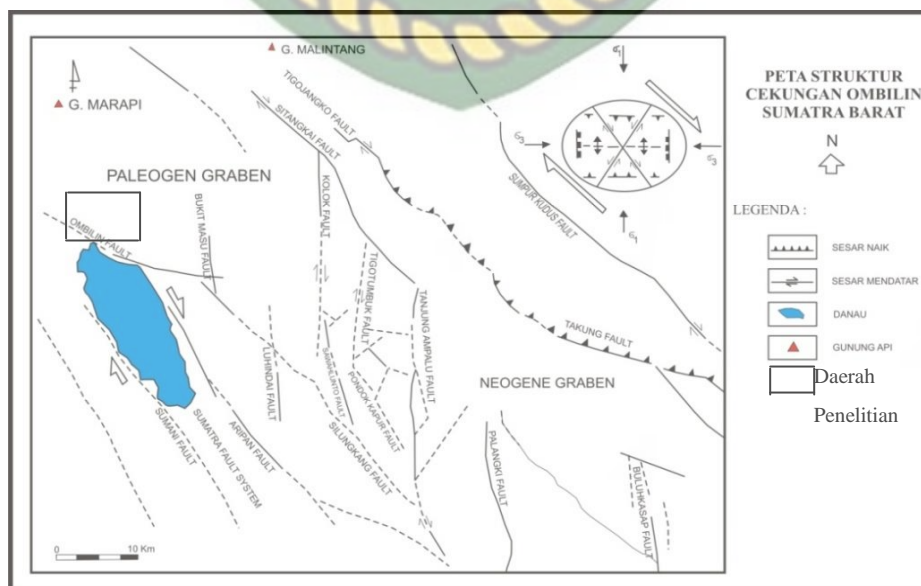 G. MALINTANG
G. MARAPI
TIGOJANGKO FAULT
SITANGKAI FAULT
PALEOGEN GRABEN
OMBILIN FAULT
BUKIT MASU FAULT
KOLOK FAULT
TIGOTUMBUK FAULT
TANJUNG AMPALU FAULT
SUMPUR KUDUS FAULT
TAKUNG FAULT
NEOGENE GRABEN
LUHINDAI FAULT
PONDOK KAPUR FAULT
SILUNGKANG FAULT
SUMANI FAULT
SUMATRA FAULT SYSTEM
ARIPAN FAULT
PALANGKI FAULT
BULUHKASAP FAULT
0 10 Km
PETA STRUKTUR
CEKUNGAN OMBILIN
SUMATRA BARAT
N
LEGENDA :
SESAR NAIK
SESAR MENDATAR
DANAU
GUNUNG API
Daerah
Penelitian